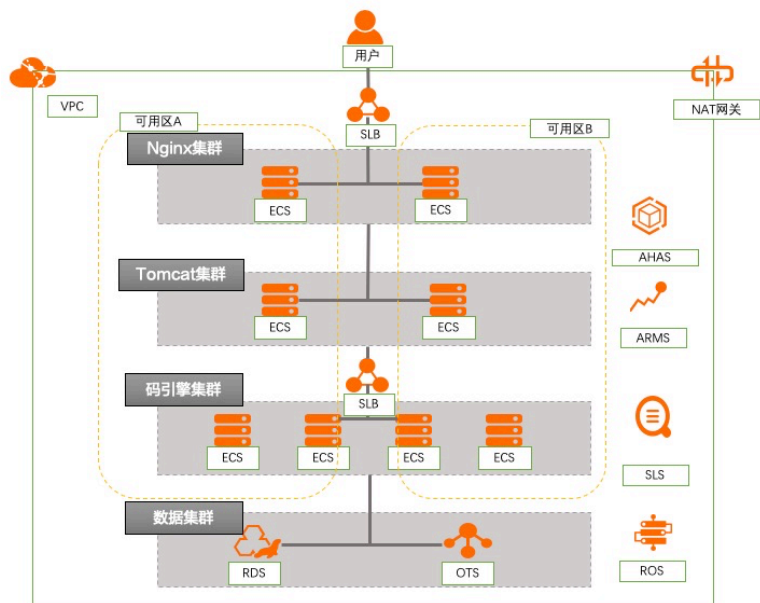 用户
VPC
NAT网关
可用区A
SLB
可用区B
Nginx集群
ECS
ECS
AHAS
Tomcat集群
ECS
ECS
ARMS
码引擎集群
SLB
ECS
ECS
ECS
ECS
SLS
数据集群
RDS
OTS
ROS